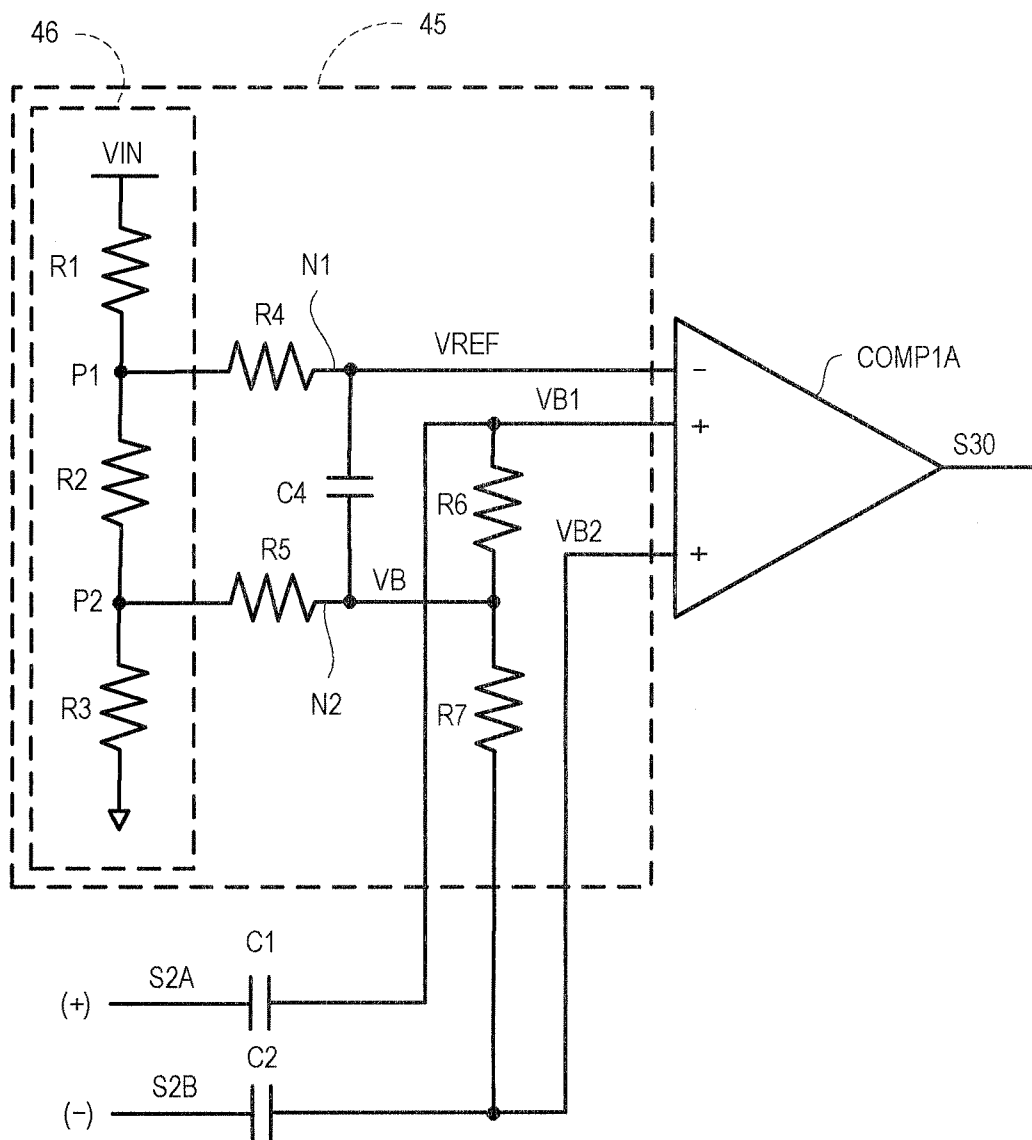 46
45
VIN
R1
N1
R4
VREF
COMP1A
P1
−
VB1
+
S30
R2
C4
R6
VB2
R5
VB
+
P2
N2
R3
R7
C1
S2A
(+)
C2
S2B
(−)